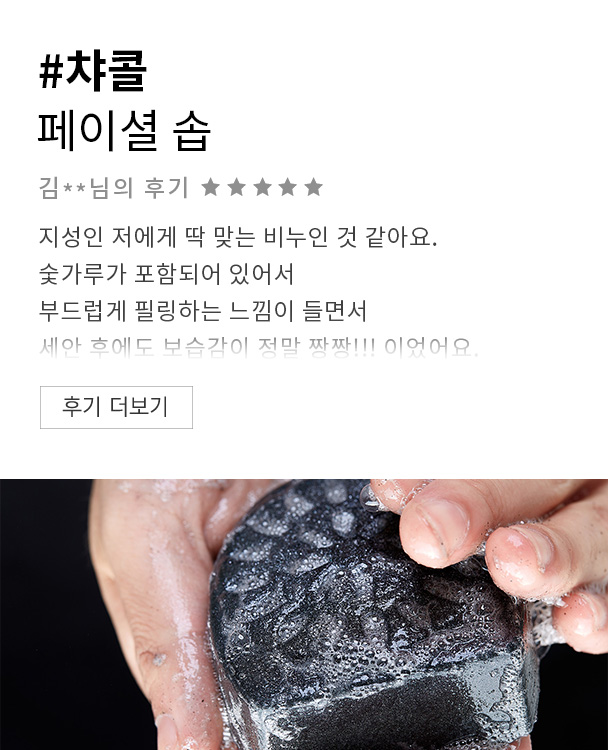 #챠콜
페이셜 솝
김**님의 후기 ★★★★★
지성인 저에게 딱 맞는 비누인 것 같아요.
숯가루가 포함되어 있어서
부드럽게 필링하는 느낌이 들면서
세안 후에도 보습감이 정말 짱짱!!! 이었어요.
후기 더보기